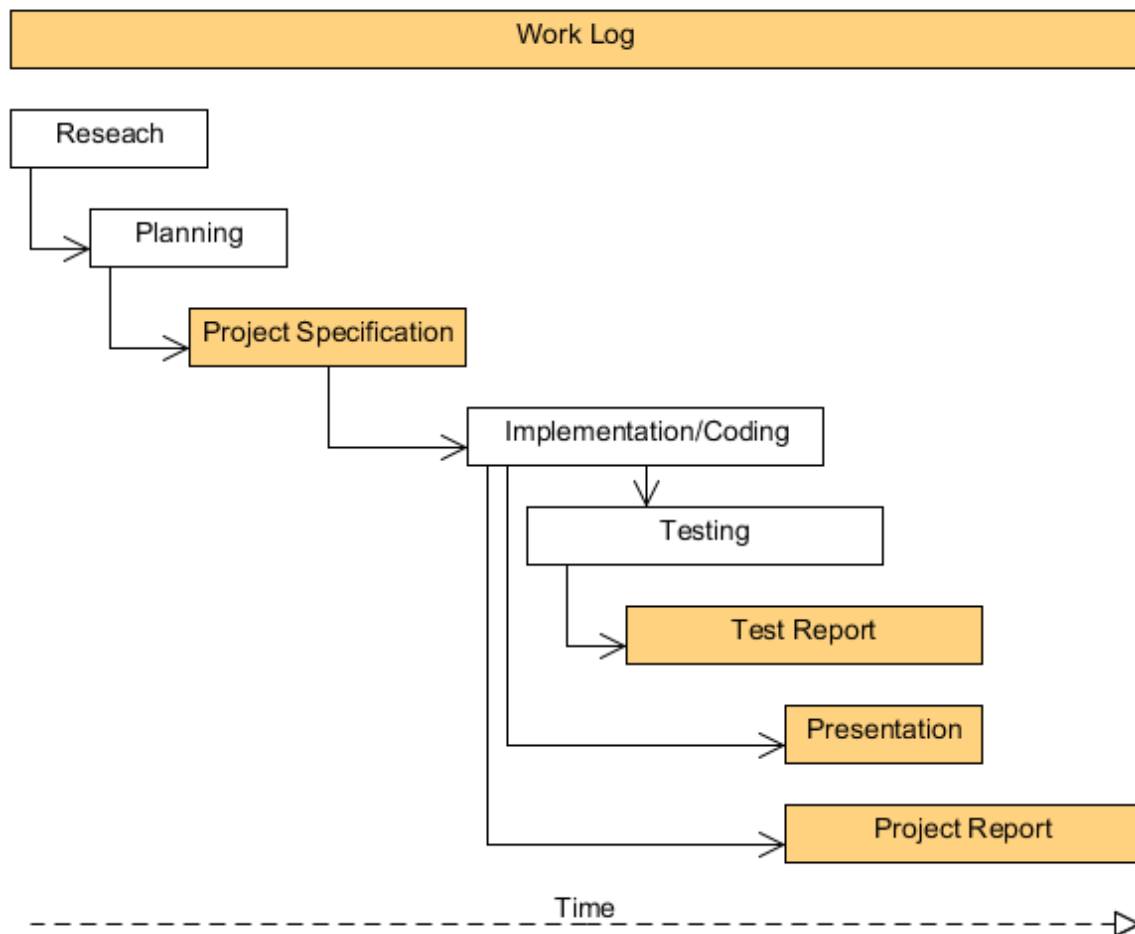 Work Log
Reseach
Planning
Project Specification
Implementation/Coding
Testing
Test Report
Presentation
Project Report
Time